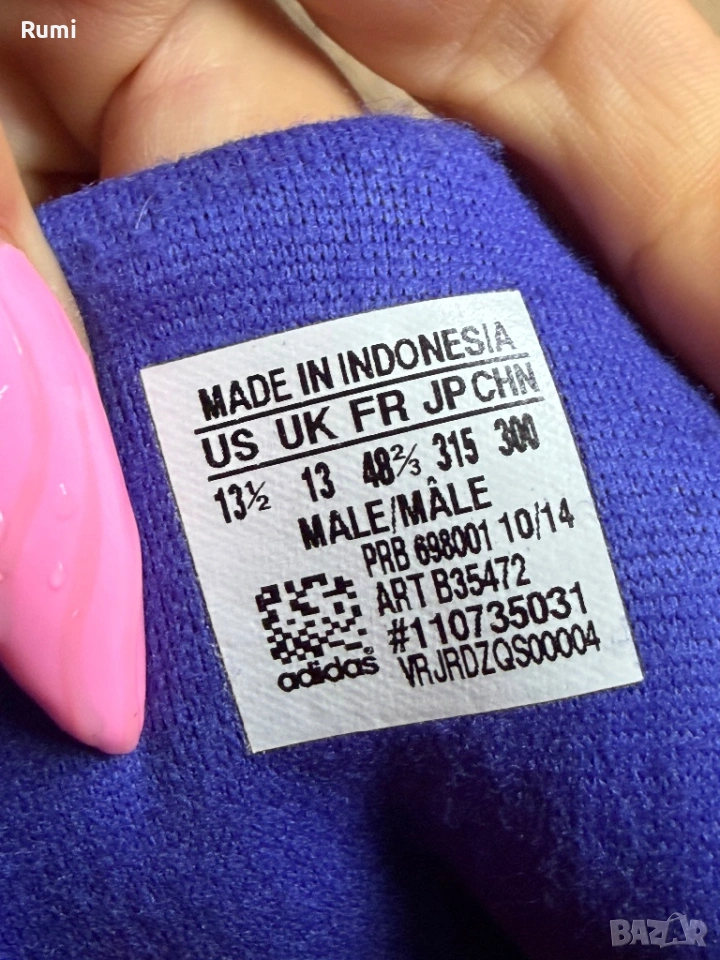 Rumi
MADE IN INDONESIA
US UK FR JP CHN
13½ 13 48⅔ 315 300
MALE/MÂLE
PRB 698001 10/14
ART B35472
#110735031
adidas®
VRJRDZQS00004
BAZAR